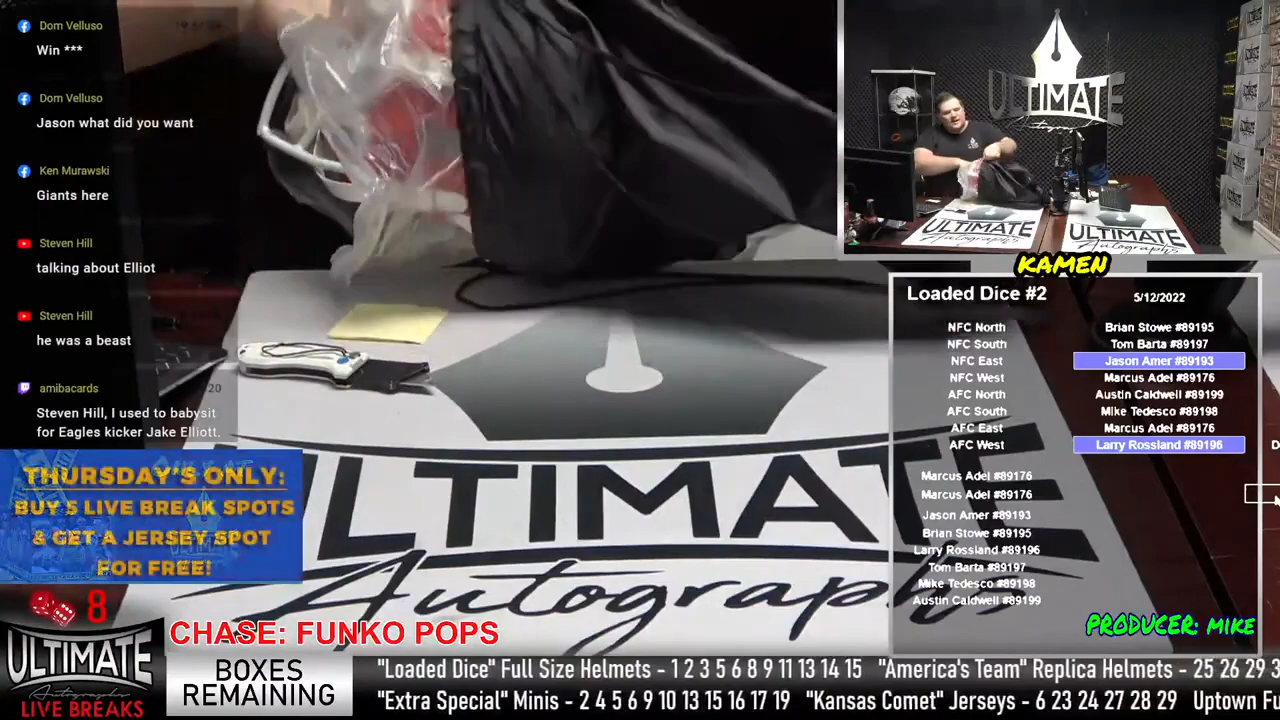 Dom Velluso
Win ***
Dom Velluso
Jason what did you want
Ken Murawski
Giants here
Steven Hill
talking about Elliot
Steven Hill
he was a beast
amibacards
20
Steven Hill, I used to babysit
for Eagles kicker Jake Elliott.
THURSDAY'S ONLY:
BUY 5 LIVE BREAK SPOTS
& GET A JERSEY SPOT
FOR FREE!
8
ULTIMATE
Autographs
LIVE BREAKS
CHASE: FUNKO POPS
BOXES
REMAINING
"Loaded Dice" Full Size Helmets - 1 2 3 5 6 8 9 11 13 14 15 "America's Team" Replica Helmets - 25 26 29 3
"Extra Special" Minis - 2 4 5 6 9 10 13 15 16 17 19 "Kansas Comet" Jerseys - 6 23 24 27 28 29 Uptown Fu
ULTIMATE
Autograph
ULTIMATE
ULTIMATE
Autographs
ULTIMATE
Autographs
KAMEN
Loaded Dice #2 5/12/2022
NFC North Brian Stowe #89195
NFC South Tom Barta #89197
NFC East Jason Amer #89193
NFC West Marcus Adel #89176
AFC North Austin Caldwell #89199
AFC South Mike Tedesco #89198
AFC East Marcus Adel #89176
AFC West Larry Rossland #89196
D
Marcus Adel #89176
Marcus Adel #89176
Jason Amer #89193
Brian Stowe #89195
Larry Rossland #89196
Tom Barta #89197
Mike Tedesco #89198
Austin Caldwell #89199
PRODUCER: MIKE